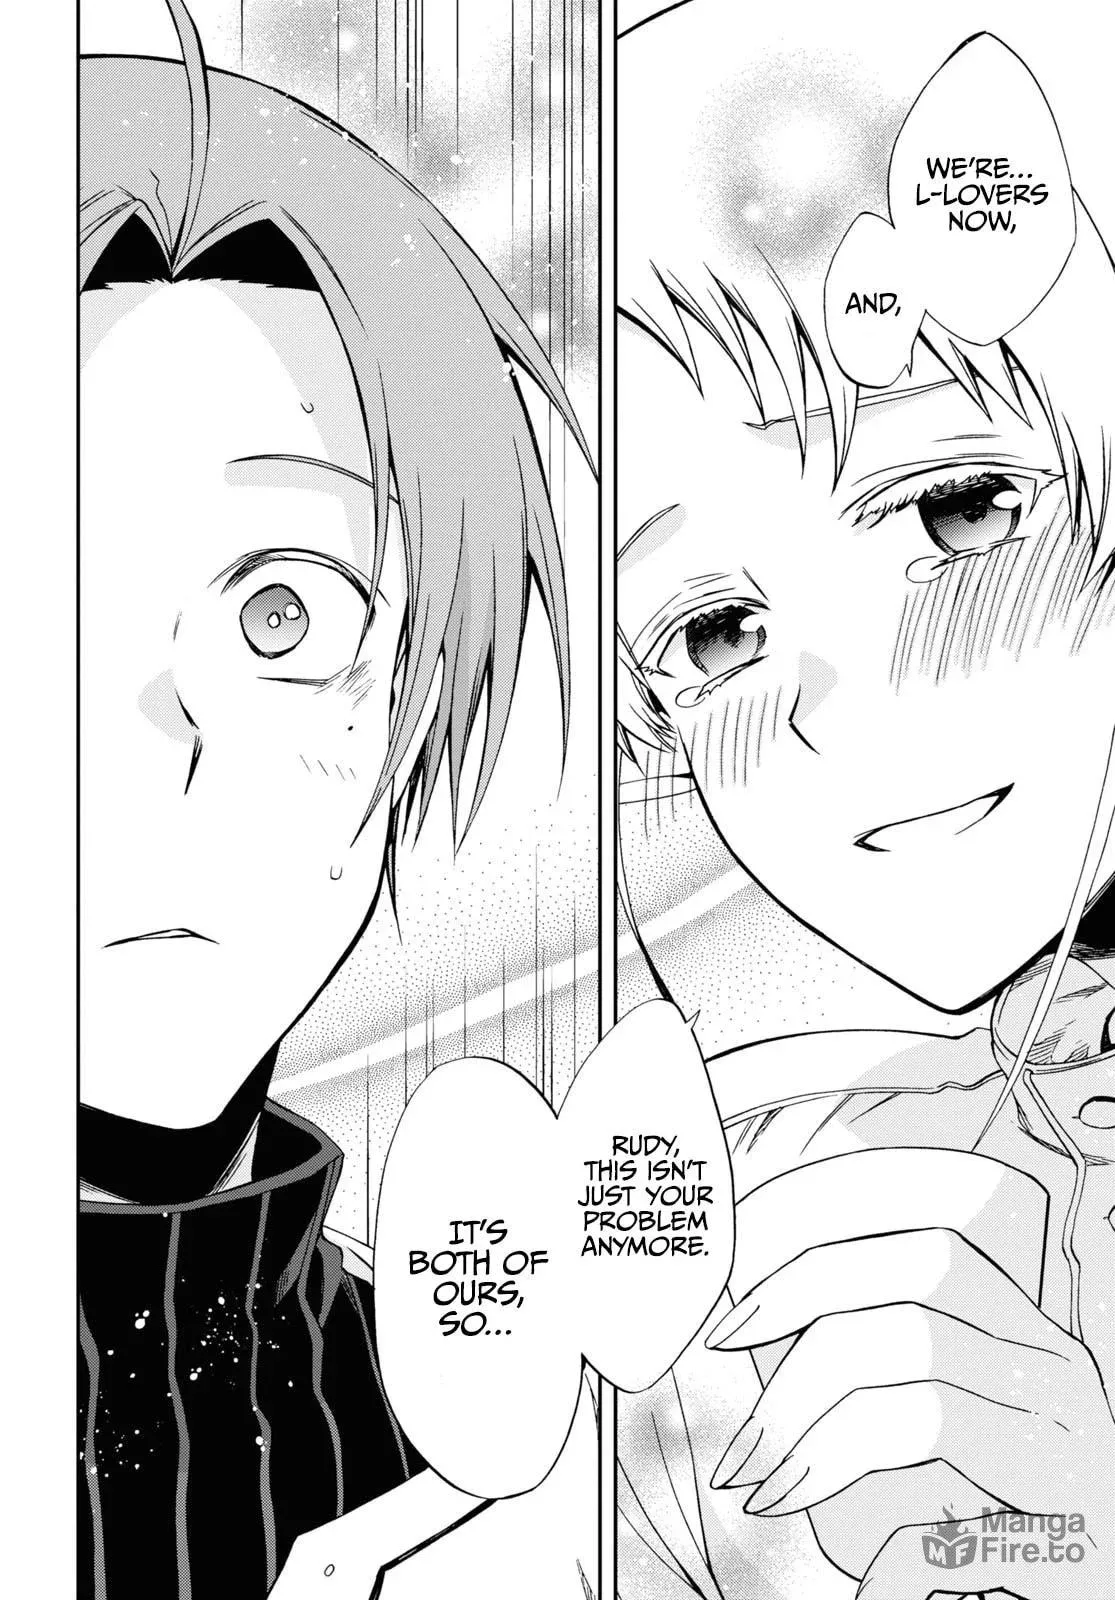 WE'RE...
L-LOVERS
NOW,
AND,
RUDY,
THIS ISN'T
JUST YOUR
PROBLEM
ANYMORE.
IT'S
BOTH OF
OURS,
SO...
Manga
MF Fire.to